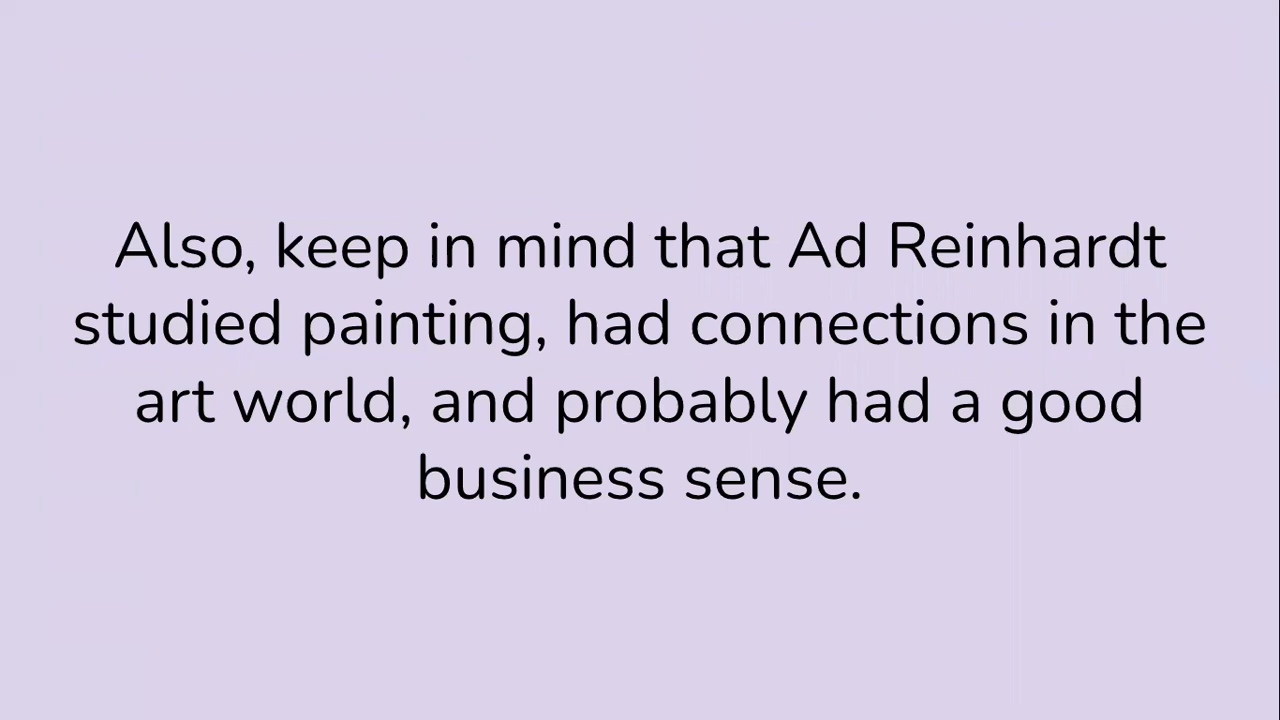 Also, keep in mind that Ad Reinhardt
studied painting, had connections in the
art world, and probably had a good
business sense.